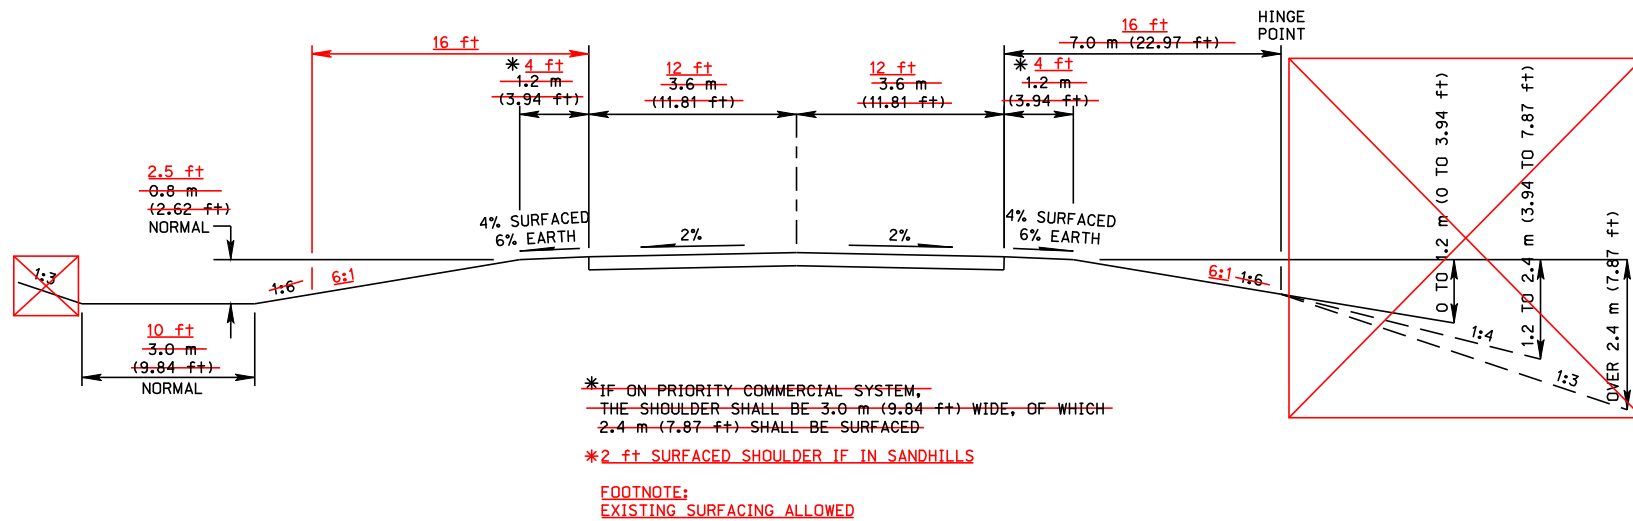 HINGE
POINT
16 ft
7.0 m (22.97 ft)
16 ft
* 4 ft
1.2 m
(3.94 ft)
12 ft
3.6 m
(11.81 ft)
12 ft
3.6 m
(11.81 ft)
* 4 ft
1.2 m
(3.94 ft)
2.5 ft
0.8 m
(2.62 ft)
NORMAL
4% SURFACED
6% EARTH
2%
2%
4% SURFACED
6% EARTH
1:3
1:6
6:1
6:1
1:6
0 TO 1.2 m (0 TO 3.94 ft)
1.2 TO 2.4 m (3.94 TO 7.87 ft)
OVER 2.4 m (7.87 ft)
1:4
1:3
10 ft
3.0 m
(9.84 ft)
NORMAL
*IF ON PRIORITY COMMERCIAL SYSTEM,
THE SHOULDER SHALL BE 3.0 m (9.84 ft) WIDE, OF WHICH
2.4 m (7.87 ft) SHALL BE SURFACED
*2 ft SURFACED SHOULDER IF IN SANDHILLS
FOOTNOTE:
EXISTING SURFACING ALLOWED